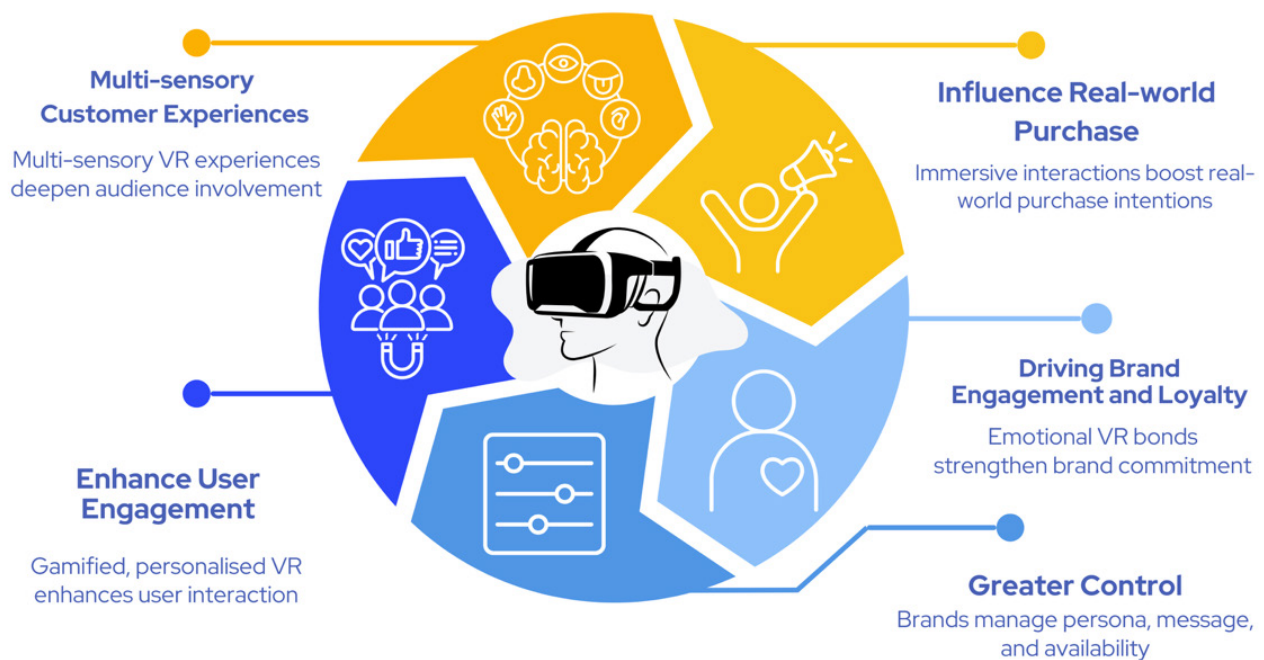 Multi-sensory
Customer Experiences
Multi-sensory VR experiences
deepen audience involvement
Influence Real-world
Purchase
Immersive interactions boost real-
world purchase intentions
Driving Brand
Engagement and Loyalty
Emotional VR bonds
strengthen brand commitment
Enhance User
Engagement
Gamified, personalised VR
enhances user interaction
Greater Control
Brands manage persona, message,
and availability